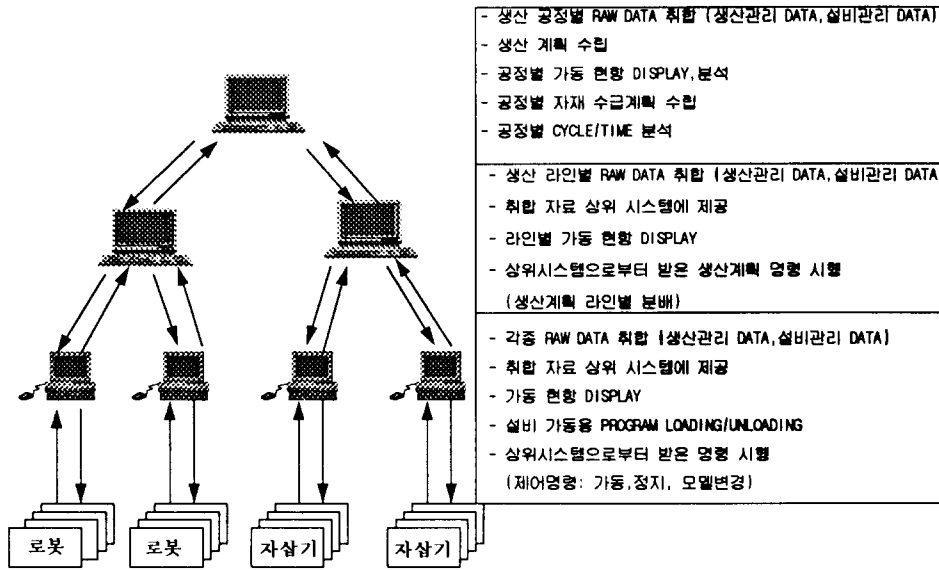 - 생산 공정별 RAW DATA 취합 (생산관리 DATA,설비관리 DATA)
- 생산 계획 수립
- 공정별 가동 현항 DISPLAY,분석
- 공정별 자재 수급계획 수립
- 공정별 CYCLE/TIME 분석
- 생산 라인별 RAW DATA 취합 (생산관리 DATA,설비관리 DATA
- 취합 자료 상위 시스템에 제공
- 라인별 가동 현항 DISPLAY
- 상위시스템으로부터 받은 생산계획 명령 시행
(생산계획 라인별 분배)
- 각종 RAW DATA 취합 (생산관리 DATA,설비관리 DATA)
- 취합 자료 상위 시스템에 제공
- 가동 현항 DISPLAY
- 설비 가동용 PROGRAM LOADING/UNLOADING
- 상위시스템으로부터 받은 명령 시행
(제어명령: 가동,정지, 모델변경)
로봇
로봇
자삽기
자삽기